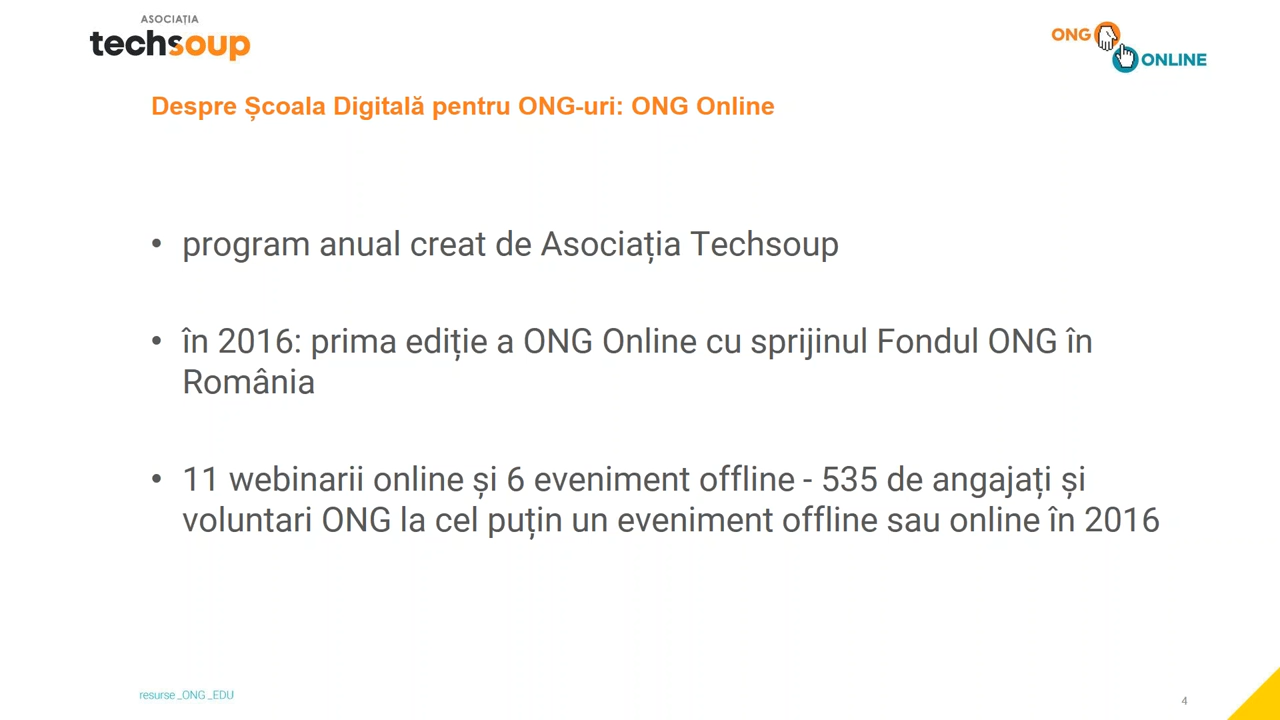 ASOCIAȚIA
techsoup
ONG
ONLINE
Despre Școala Digitală pentru ONG-uri: ONG Online
• program anual creat de Asociația Techsoup
• în 2016: prima ediție a ONG Online cu sprijinul Fondul ONG în
România
• 11 webinarii online și 6 eveniment offline - 535 de angajați și
voluntari ONG la cel puțin un eveniment offline sau online în 2016
resurse_ONG_EDU
4